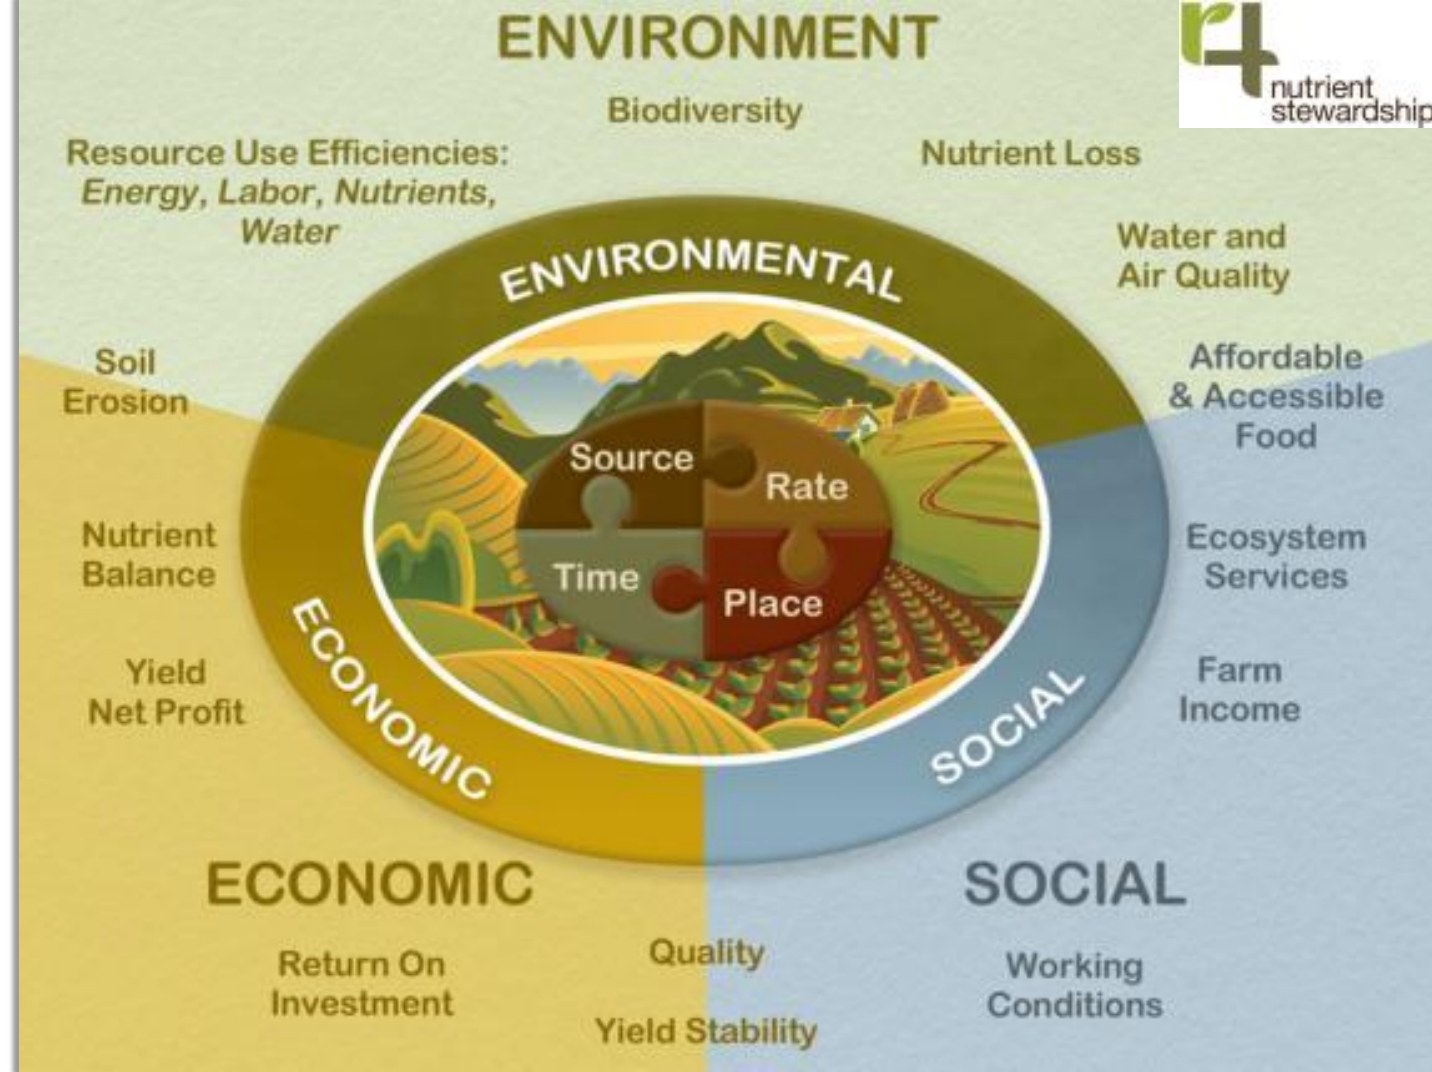 ENVIRONMENT
r4
nutrient
stewardship
Biodiversity
Resource Use Efficiencies:
Energy, Labor, Nutrients,
Water
Nutrient Loss
Water and
Air Quality
ENVIRONMENTAL
Soil
Erosion
Affordable
& Accessible
Food
Source
Rate
Time
Place
Nutrient
Balance
Ecosystem
Services
Yield
Net Profit
Farm
Income
ECONOMIC
SOCIAL
ECONOMIC
SOCIAL
Return On
Investment
Quality
Yield Stability
Working
Conditions